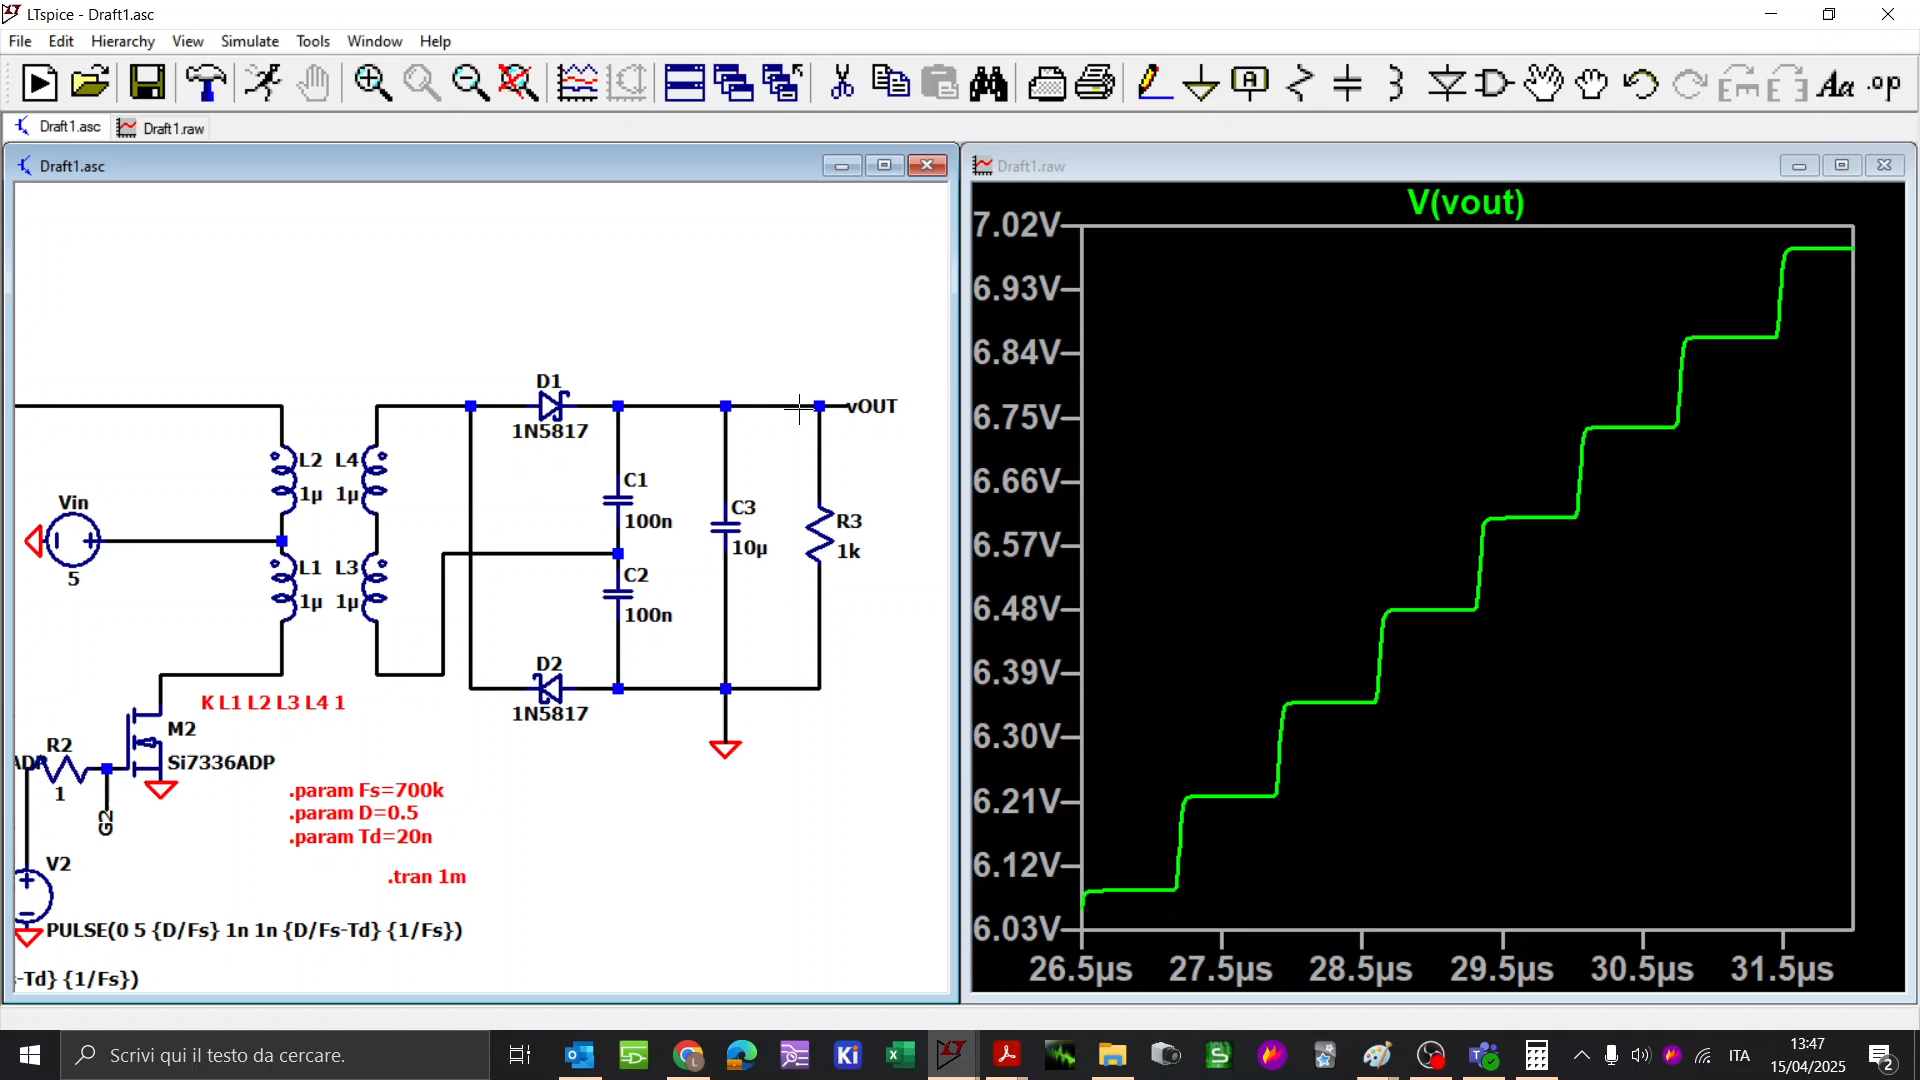 LTspice - Draft1.asc
File Edit Hierarchy View Simulate Tools Window Help
A Aa .op
Draft1.asc Draft1.raw
Draft1.asc
Draft1.raw
V(vout)
7.02V
6.93V
6.84V
6.75V
6.66V
6.57V
6.48V
6.39V
6.30V
6.21V
6.12V
6.03V
26.5µs 27.5µs 28.5µs 29.5µs 30.5µs 31.5µs
D1
1N5817
vOUT
L2 L4
1µ 1µ
C1
100n
Vin
5
C3
10µ
R3
1k
L1 L3
1µ 1µ
C2
100n
D2
1N5817
K L1 L2 L3 L4 1
M2
Si7336ADP
R2
1
G2
.param Fs=700k
.param D=0.5
.param Td=20n
.tran 1m
V2
PULSE(0 5 {D/Fs} 1n 1n {D/Fs-Td} {1/Fs})
-Td} {1/Fs})
Scrivi qui il testo da cercare.
Ki
ITA
13:47
15/04/2025
2